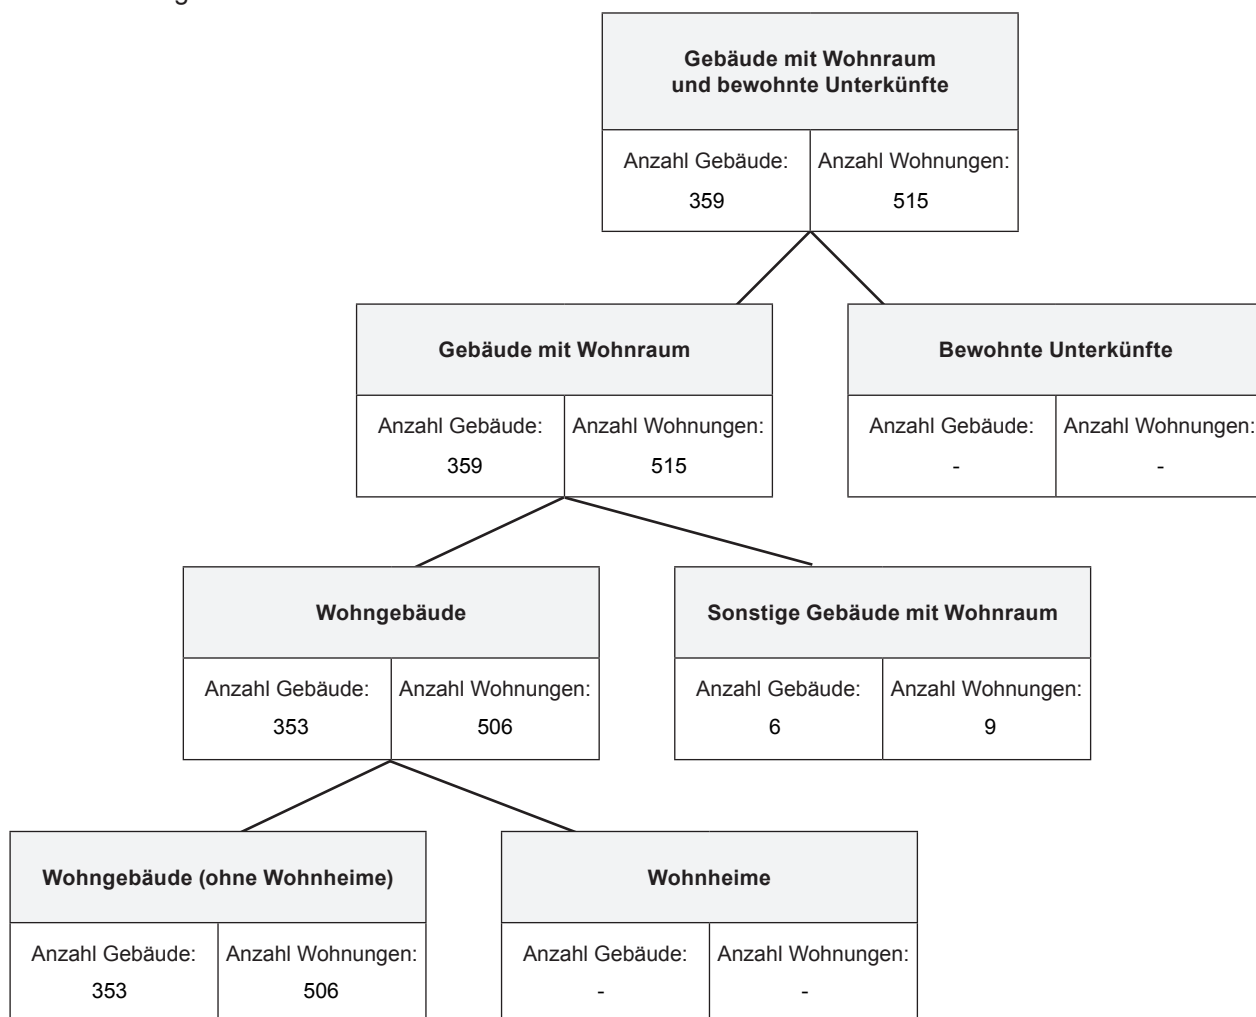 Gebäude mit Wohnraum
und bewohnte Unterkünfte
Anzahl Gebäude: Anzahl Wohnungen:
359 515
Gebäude mit Wohnraum Bewohnte Unterkünfte
Anzahl Gebäude: Anzahl Wohnungen: Anzahl Gebäude: Anzahl Wohnungen:
359 515 - -
Wohngebäude Sonstige Gebäude mit Wohnraum
Anzahl Gebäude: Anzahl Wohnungen: Anzahl Gebäude: Anzahl Wohnungen:
353 506 6 9
Wohngebäude (ohne Wohnheime) Wohnheime
Anzahl Gebäude: Anzahl Wohnungen: Anzahl Gebäude: Anzahl Wohnungen:
353 506 - -